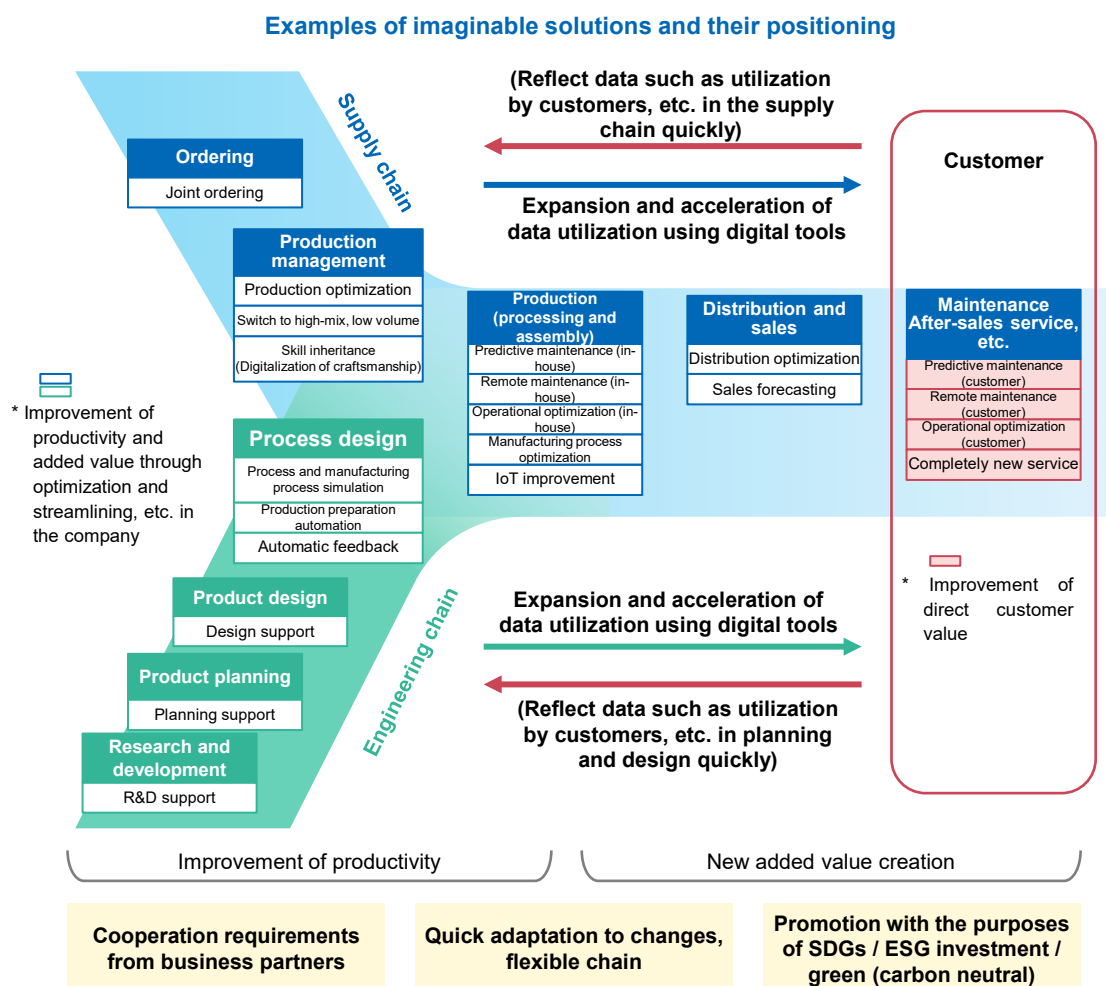 Examples of imaginable solutions and their positioning
Supply chain
(Reflect data such as utilization
by customers, etc. in the supply
chain quickly)
Expansion and acceleration of
data utilization using digital tools
Customer
Ordering
Joint ordering
Production
management
Production optimization
Switch to high-mix, low volume
Skill inheritance
(Digitalization of craftsmanship)
Production
(processing and
assembly)
Predictive maintenance (in-
house)
Remote maintenance (in-
house)
Operational optimization (in-
house)
Manufacturing process
optimization
IoT improvement
Distribution and
sales
Distribution optimization
Sales forecasting
Maintenance
After-sales service,
etc.
Predictive maintenance
(customer)
Remote maintenance
(customer)
Operational optimization
(customer)
Completely new service
* Improvement of
productivity and
added value through
optimization and
streamlining, etc. in
the company
Process design
Process and manufacturing
process simulation
Production preparation
automation
Automatic feedback
Product design
Design support
Product planning
Planning support
Research and
development
R&D support
Engineering chain
Expansion and acceleration of
data utilization using digital tools
(Reflect data such as utilization
by customers, etc. in planning
and design quickly)
* Improvement of
direct customer
value
Improvement of productivity
New added value creation
Cooperation requirements
from business partners
Quick adaptation to changes,
flexible chain
Promotion with the purposes
of SDGs / ESG investment /
green (carbon neutral)